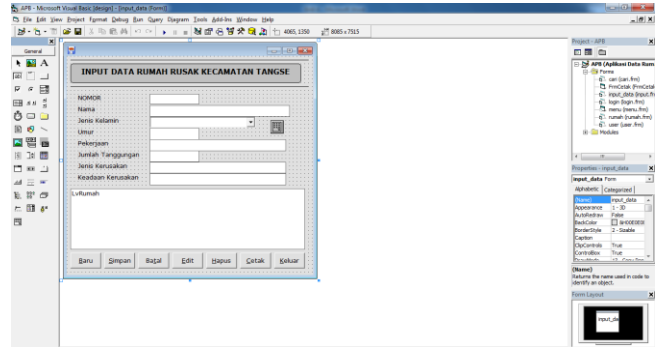 APB - Microsoft Visual Basic [design] - [input_data (Form)]
File Edit View Project Format Debug Run Query Diagram Tools Add-Ins Window Help
4065, 1350 8085 x 7515
General
INPUT DATA RUMAH RUSAK KECAMATAN TANGSE
NOMOR
Nama
Jenis Kelamin
Umur
Pekerjaan
Jumlah Tanggungan
Jenis Kerusakan
Keadaan Kerusakan
LvRumah
Baru Simpan Batal Edit Hapus Cetak Keluar
Project - APB
APB (Aplikasi Data Rum
Forms
cari (cari.frm)
FrmCetak (FrmCetak
input_data (input.fr
login (login.frm)
menu (menu.frm)
rumah (rumah.frm)
user (user.frm)
Modules
Properties - input_data
input_data Form
Alphabetic Categorized
(Name) input_data
Appearance 1 - 3D
AutoRedraw False
BackColor
BorderStyle 2 - Sizable
Caption
ClipControls True
ControlBox True
(Name)
Returns the name used in code to
identify an object.
Form Layout
input_da